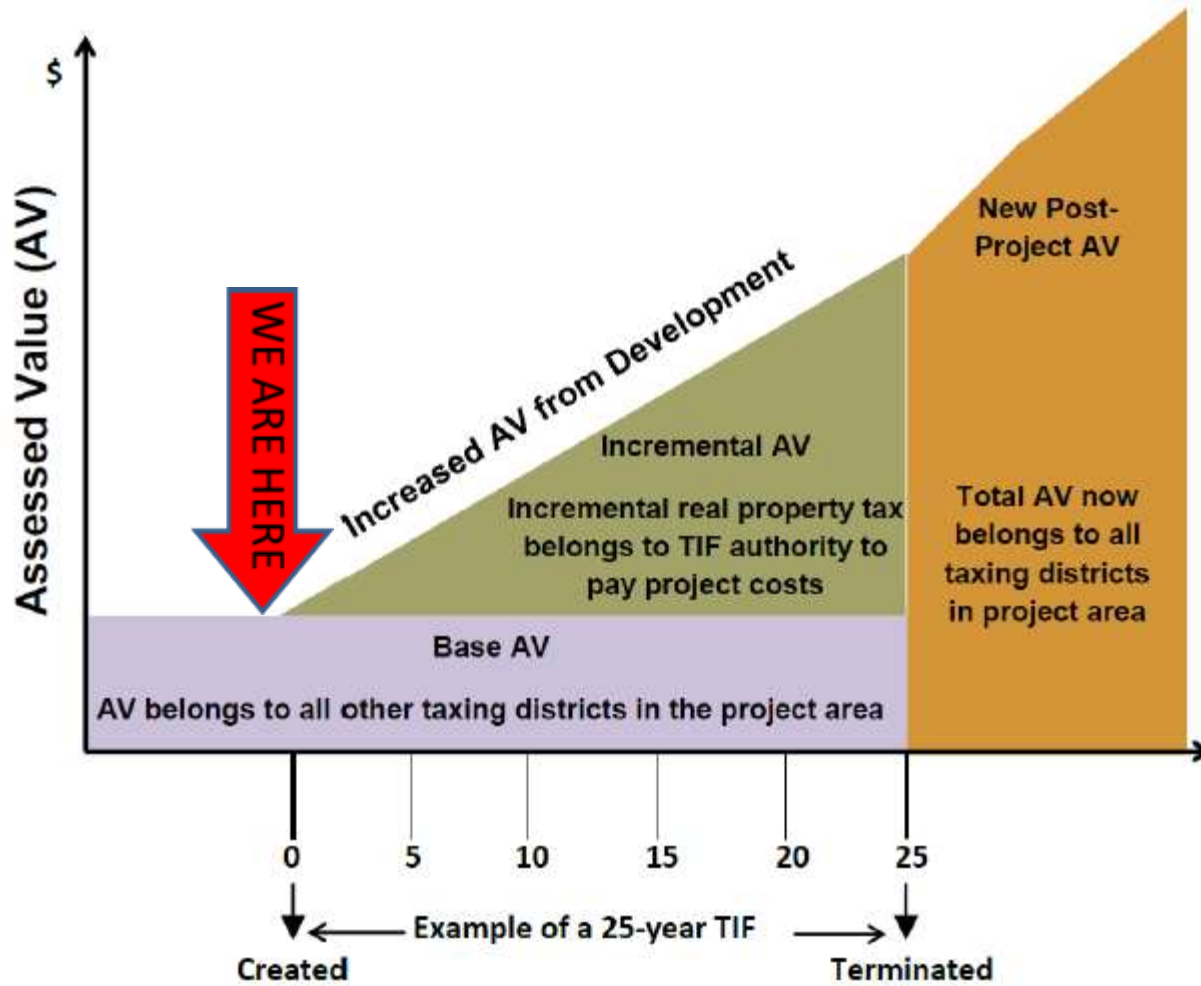 $
Assessed Value (AV)
WE ARE HERE
Increased AV from Development
New Post-
Project AV
Incremental AV
Incremental real property tax
belongs to TIF authority to
pay project costs
Total AV now
belongs to all
taxing districts
in project area
Base AV
AV belongs to all other taxing districts in the project area
0 5 10 15 20 25
Example of a 25-year TIF
Created Terminated